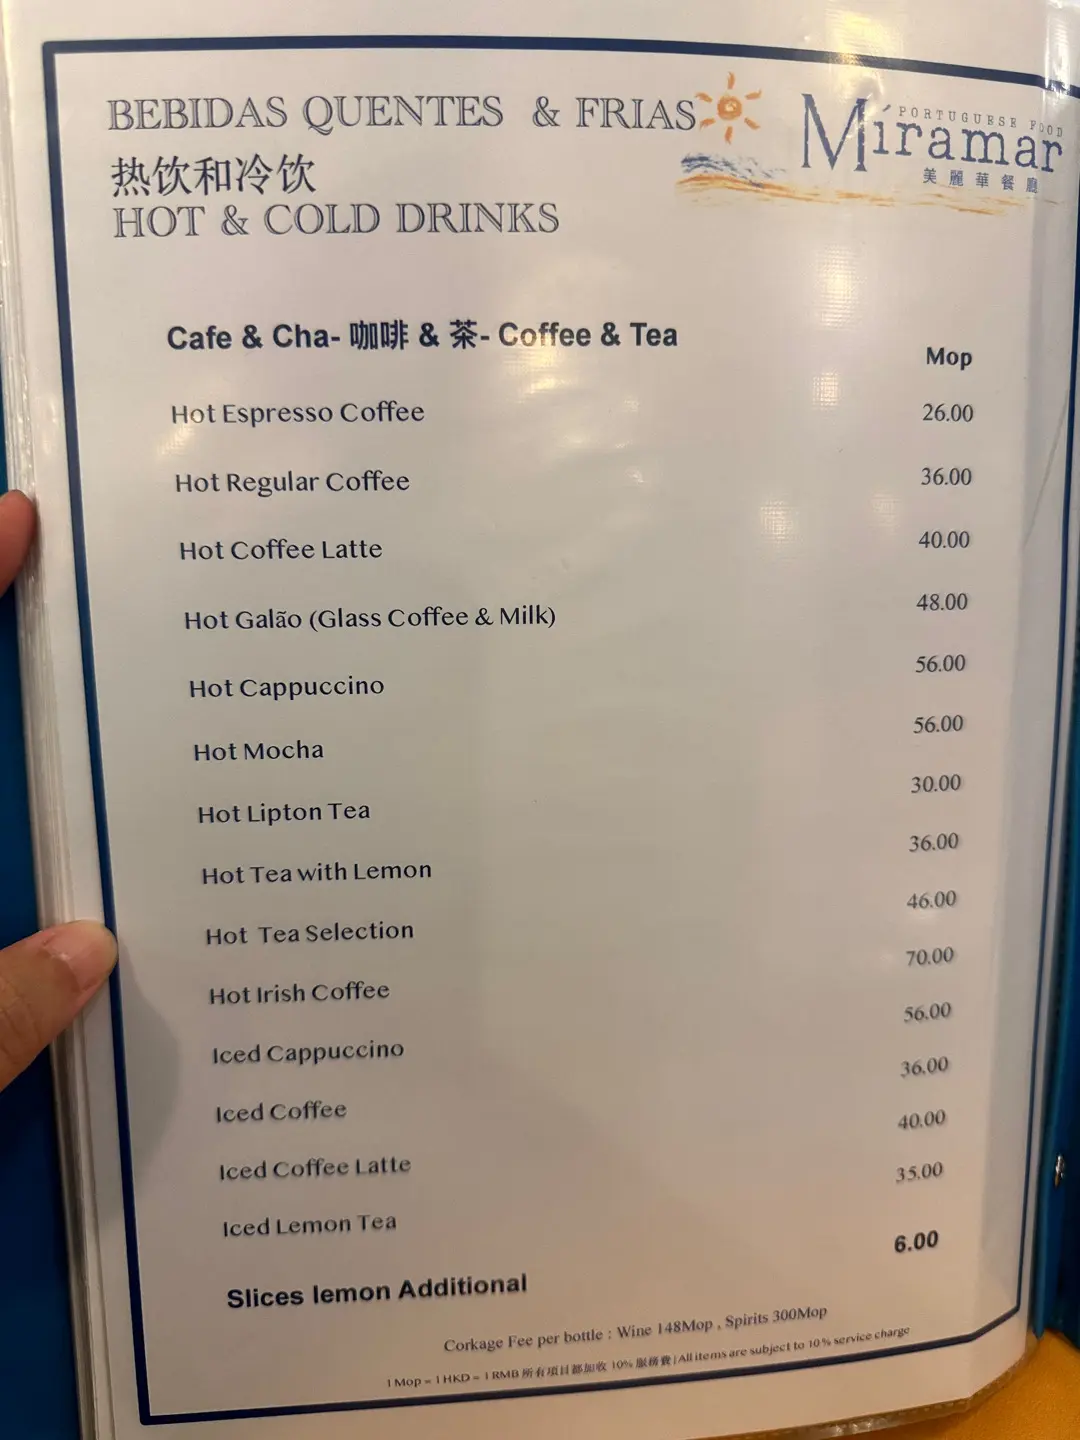 BEBIDAS QUENTES & FRIAS
PORTUGUESE FOOD
Míramar
美麗華餐廳
热饮和冷饮
HOT & COLD DRINKS
Cafe & Cha- 咖啡 & 茶- Coffee & Tea
Mop
Hot Espresso Coffee 26.00
Hot Regular Coffee 36.00
Hot Coffee Latte 40.00
Hot Galão (Glass Coffee & Milk) 48.00
Hot Cappuccino 56.00
Hot Mocha 56.00
Hot Lipton Tea 30.00
Hot Tea with Lemon 36.00
Hot Tea Selection 46.00
Hot Irish Coffee 70.00
Iced Cappuccino 56.00
Iced Coffee 36.00
Iced Coffee Latte 40.00
Iced Lemon Tea 35.00
Slices lemon Additional 6.00
Corkage Fee per bottle : Wine 148Mop , Spirits 300Mop
1 Mop = 1 HKD = 1 RMB 所有項目都加收 10% 服務費 | All items are subject to 10% service charge